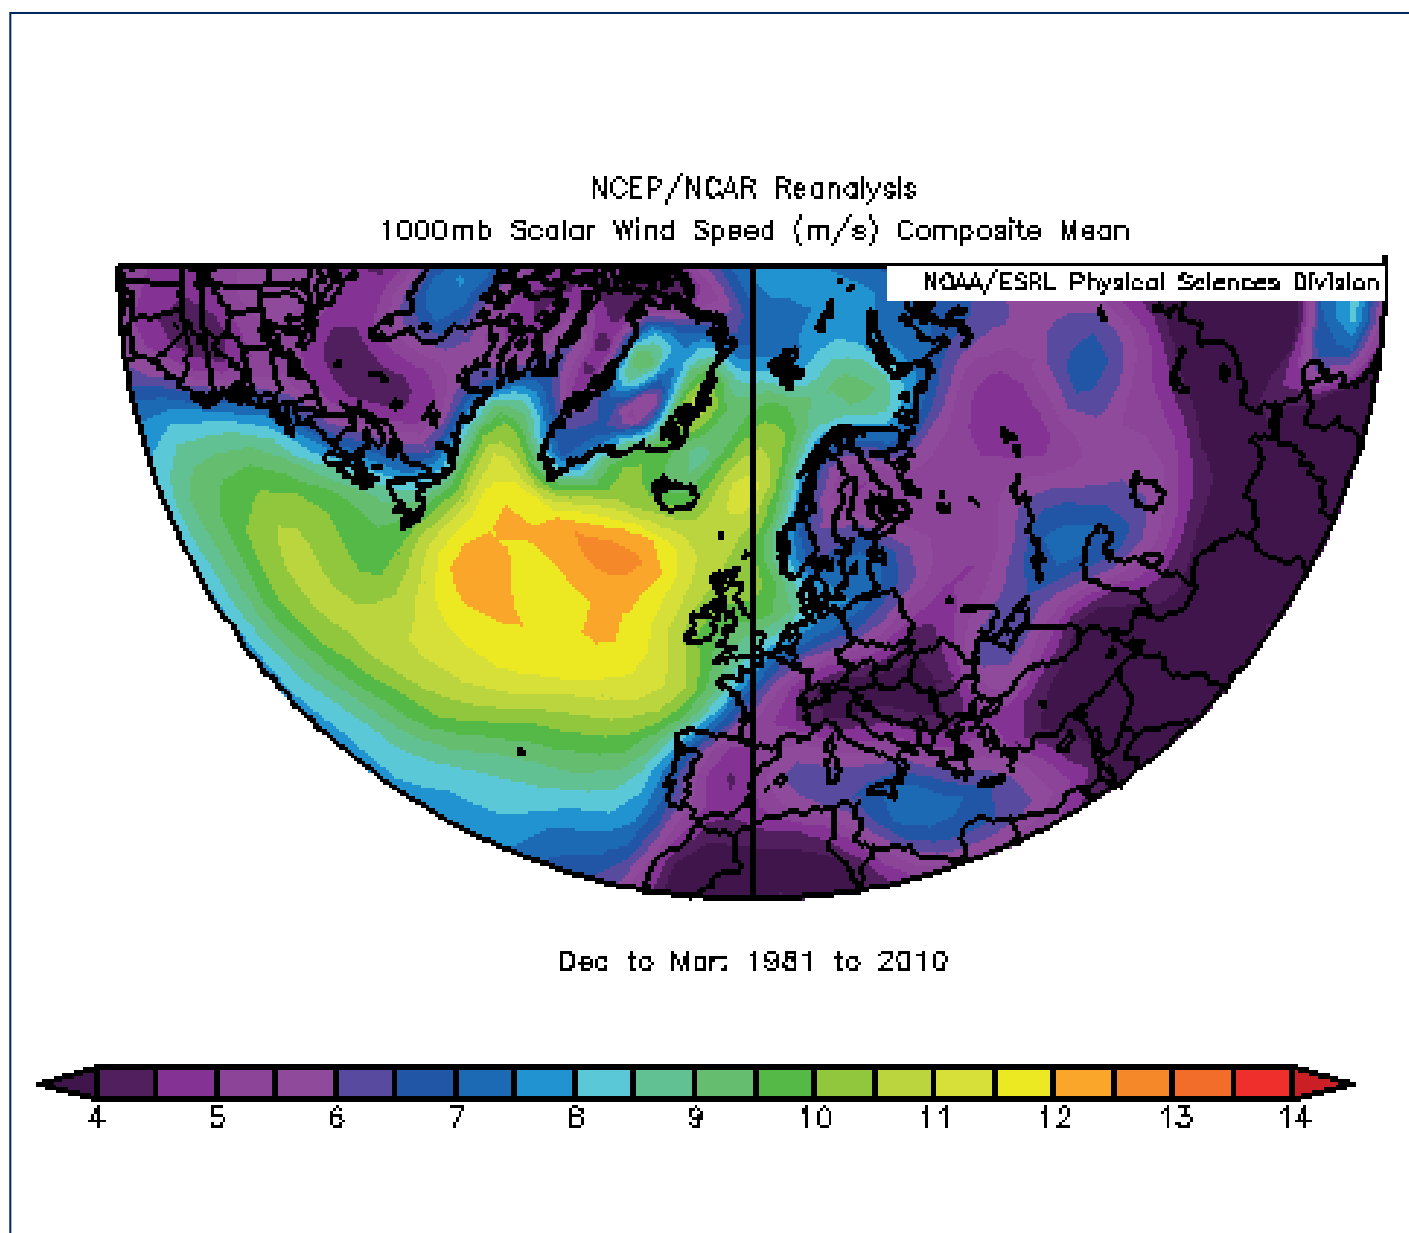 NCEP/NCAR Reanalysis
1000mb Scalar Wind Speed (m/s) Composite Mean
NOAA/ESRL Physical Sciences Division
Dec to Mar: 1981 to 2010
4 5 6 7 8 9 10 11 12 13 14